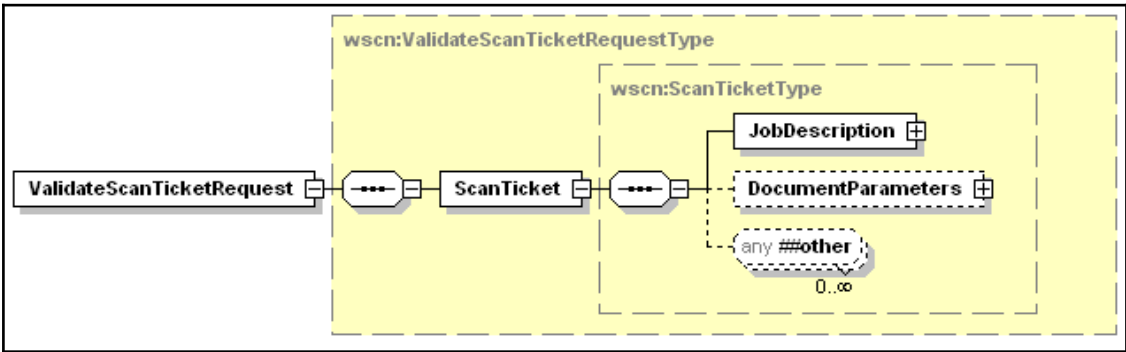 wscn:ValidateScanTicketRequestType
wscn:ScanTicketType
JobDescription
ValidateScanTicketRequest
ScanTicket
DocumentParameters
any ##other
0..∞